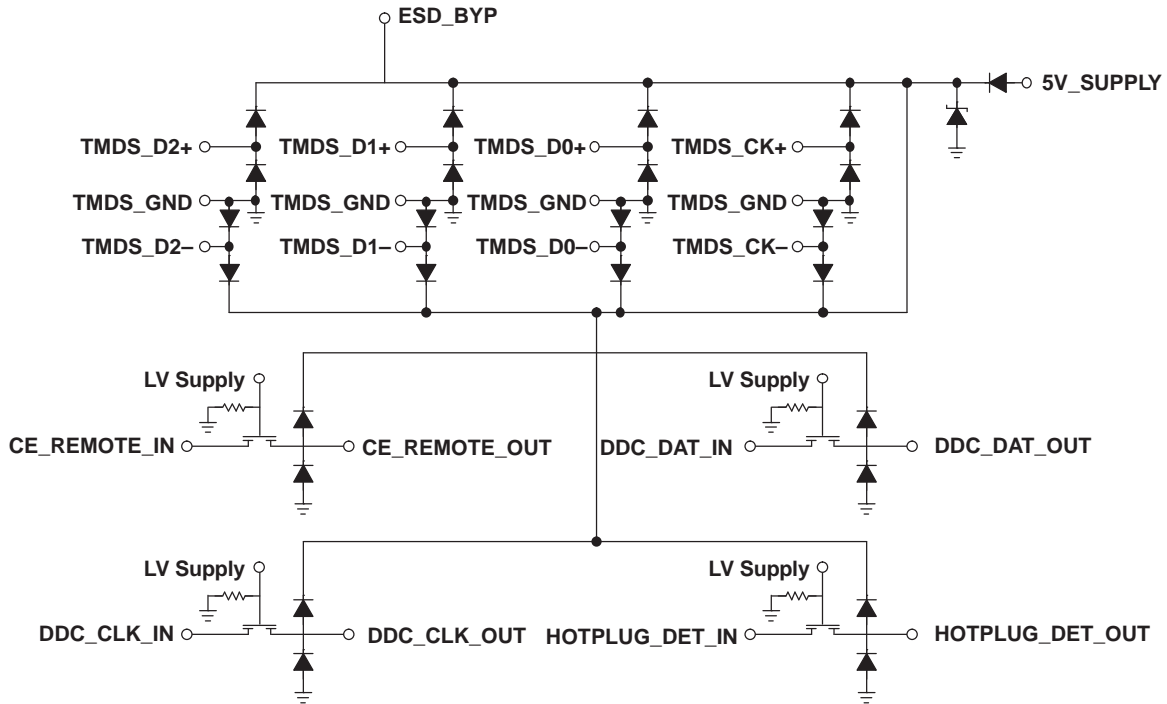 ESD_BYP
5V_SUPPLY
TMDS_D2+ TMDS_D1+ TMDS_D0+ TMDS_CK+
TMDS_GND TMDS_GND TMDS_GND TMDS_GND
TMDS_D2– TMDS_D1– TMDS_D0– TMDS_CK–
LV Supply LV Supply
CE_REMOTE_IN CE_REMOTE_OUT DDC_DAT_IN DDC_DAT_OUT
LV Supply LV Supply
DDC_CLK_IN DDC_CLK_OUT HOTPLUG_DET_IN HOTPLUG_DET_OUT